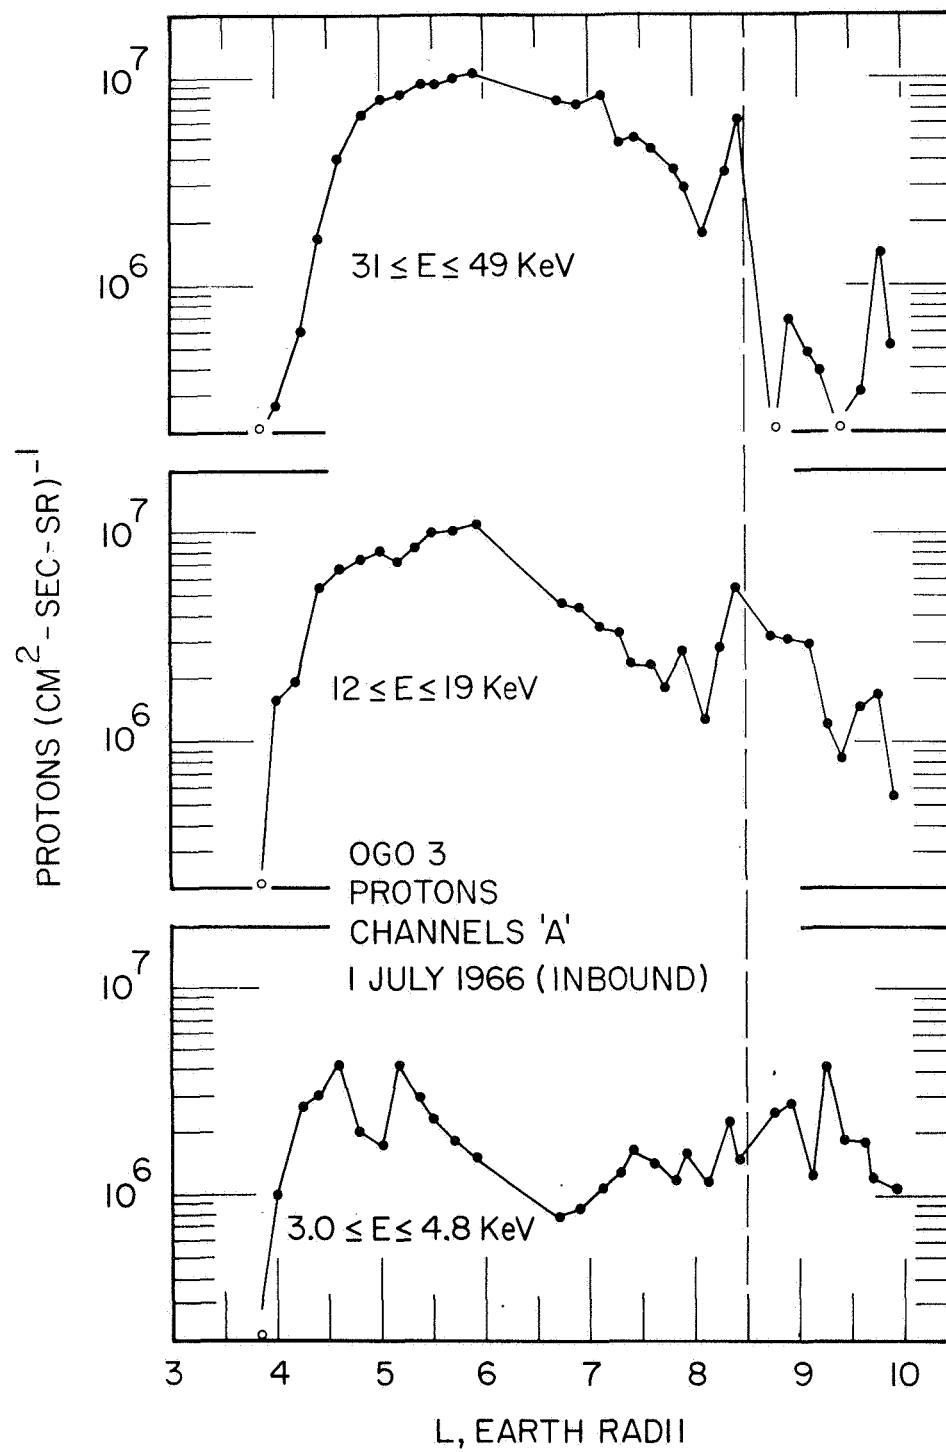 10^7
31 ≤ E ≤ 49 KeV
10^6
PROTONS (CM^2 - SEC - SR)^-1
10^7
12 ≤ E ≤ 19 KeV
10^6
OGO 3
PROTONS
CHANNELS 'A'
1 JULY 1966 (INBOUND)
10^7
10^6
3.0 ≤ E ≤ 4.8 KeV
3 4 5 6 7 8 9 10
L, EARTH RADII